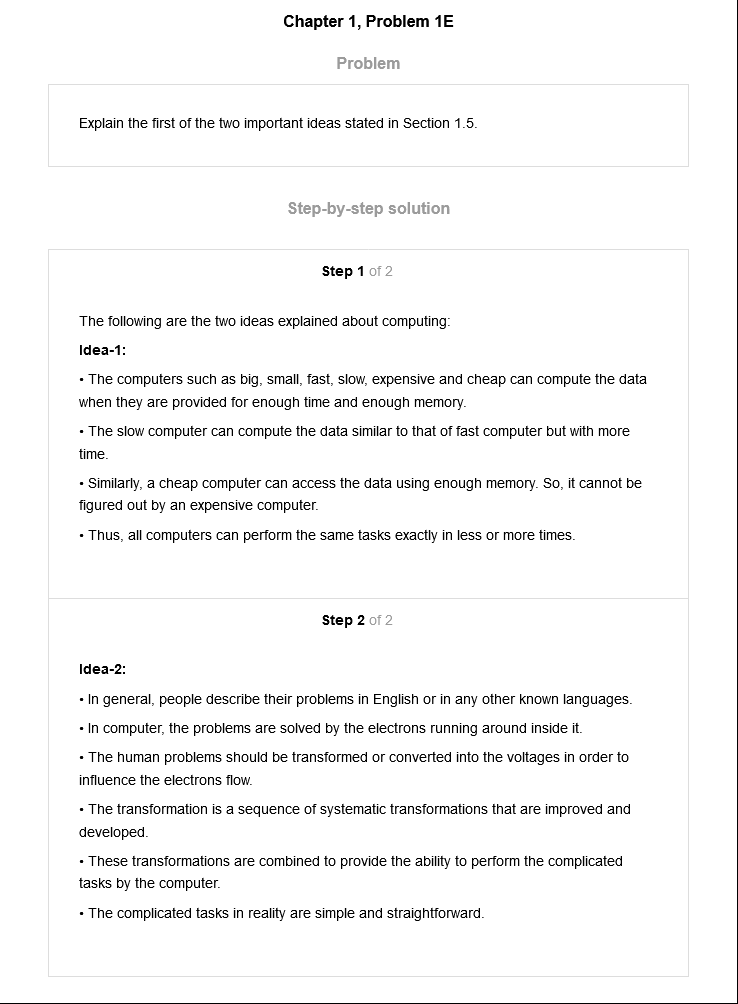 Chapter 1, Problem 1E
Problem
Explain the first of the two important ideas stated in Section 1.5.
Step-by-step solution
Step 1 of 2
The following are the two ideas explained about computing:
Idea-1:
• The computers such as big, small, fast, slow, expensive and cheap can compute the data
when they are provided for enough time and enough memory.
• The slow computer can compute the data similar to that of fast computer but with more
time.
• Similarly, a cheap computer can access the data using enough memory. So, it cannot be
figured out by an expensive computer.
• Thus, all computers can perform the same tasks exactly in less or more times.
Step 2 of 2
Idea-2:
• In general, people describe their problems in English or in any other known languages.
• In computer, the problems are solved by the electrons running around inside it.
• The human problems should be transformed or converted into the voltages in order to
influence the electrons flow.
• The transformation is a sequence of systematic transformations that are improved and
developed.
• These transformations are combined to provide the ability to perform the complicated
tasks by the computer.
• The complicated tasks in reality are simple and straightforward.